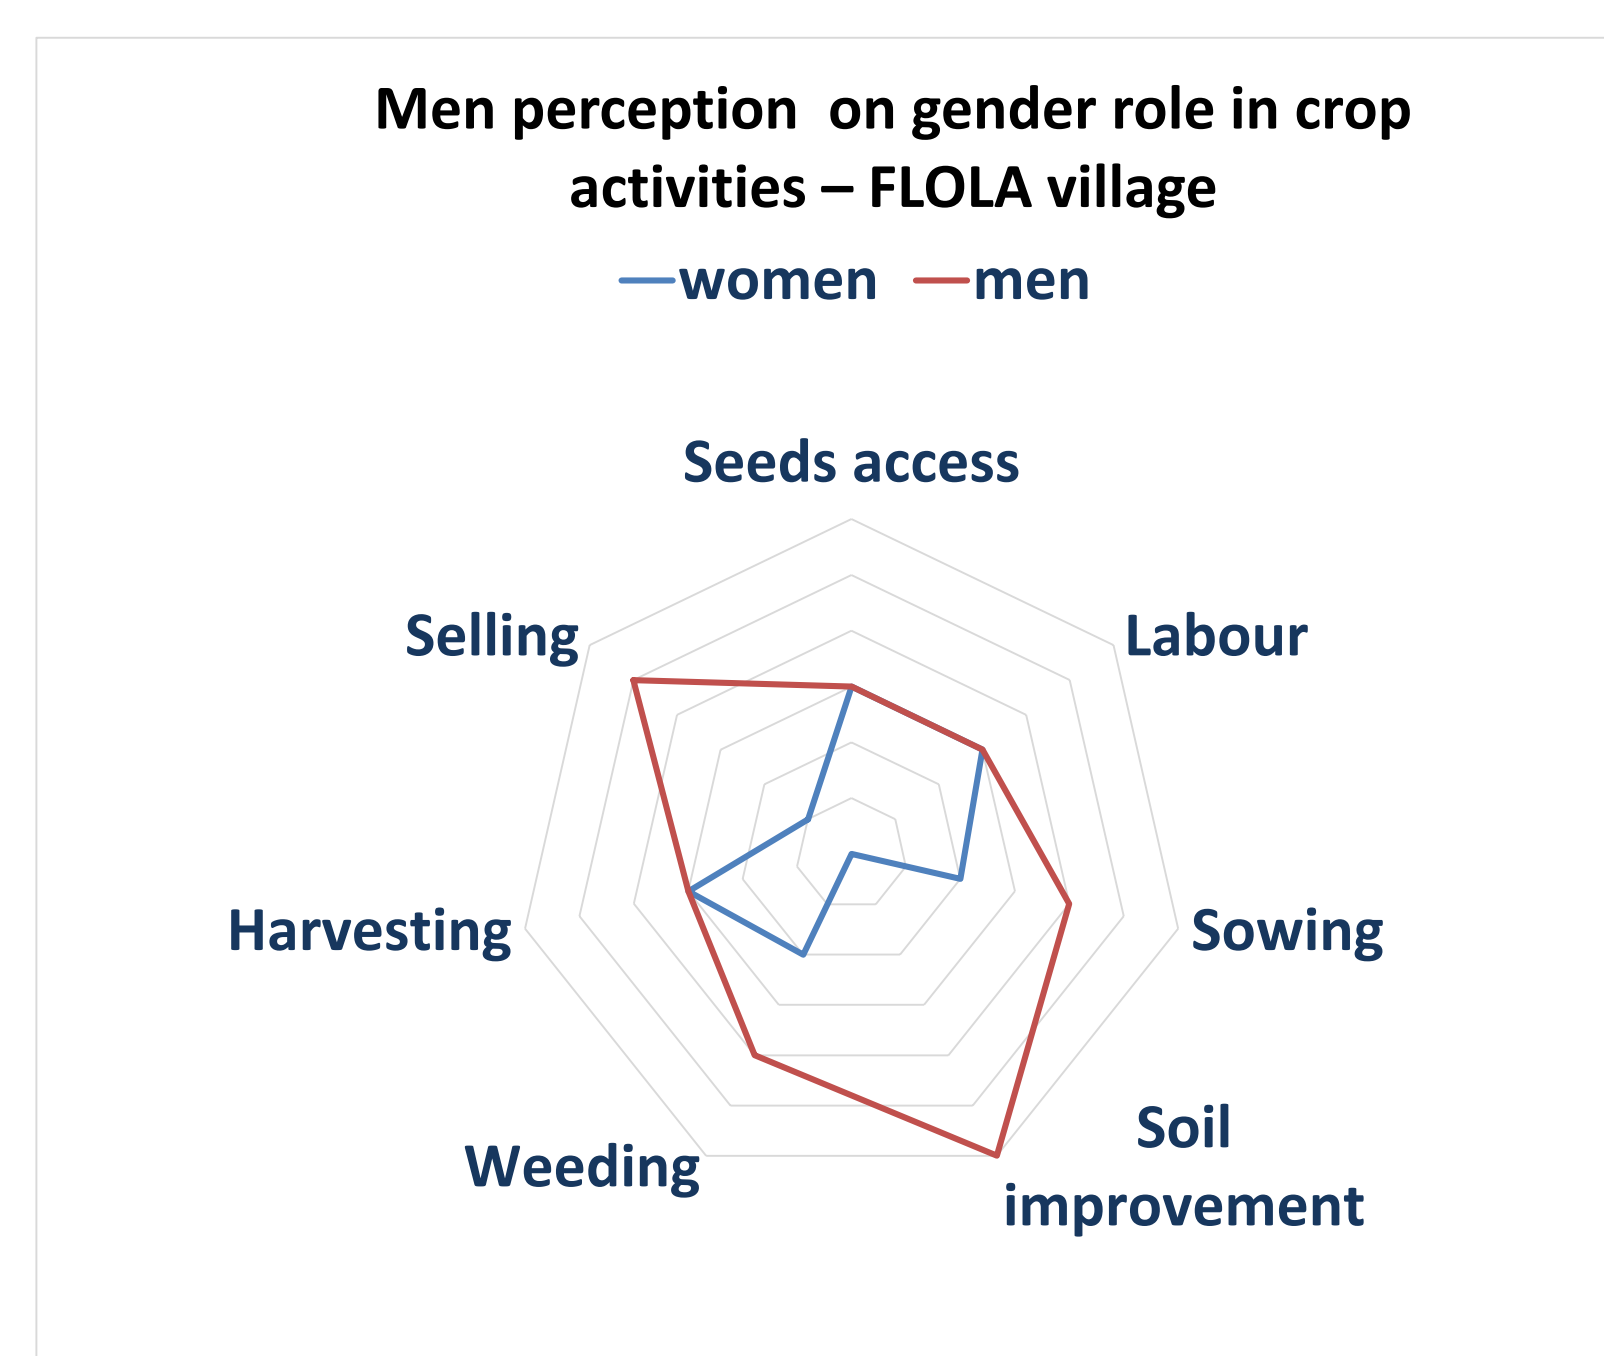 Men perception  on gender role in crop
activities – FLOLA village
women men
Seeds access
Selling
Labour
Harvesting
Sowing
Soil
improvement
Weeding